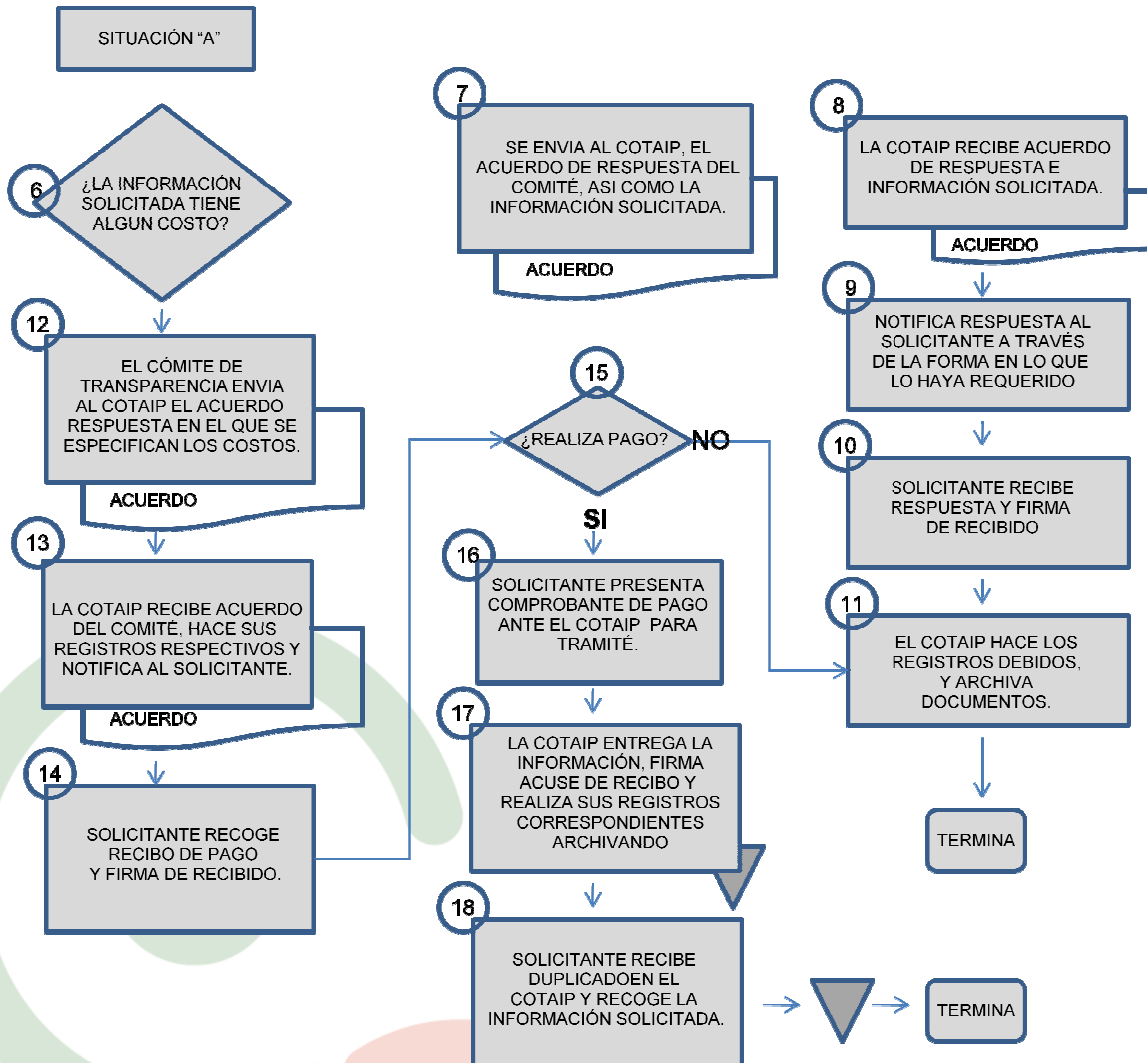 SITUACIÓN “A”
6
¿LA INFORMACIÓN
SOLICITADA TIENE
ALGUN COSTO?
7
SE ENVIA AL COTAIP, EL
ACUERDO DE RESPUESTA DEL
COMITÉ, ASI COMO LA
INFORMACIÓN SOLICITADA.
ACUERDO
8
LA COTAIP RECIBE ACUERDO
DE RESPUESTA E
INFORMACIÓN SOLICITADA.
ACUERDO
9
NOTIFICA RESPUESTA AL
SOLICITANTE A TRAVÉS
DE LA FORMA EN LO QUE
LO HAYA REQUERIDO
10
SOLICITANTE RECIBE
RESPUESTA Y FIRMA
DE RECIBIDO
11
EL COTAIP HACE LOS
REGISTROS DEBIDOS,
Y ARCHIVA
DOCUMENTOS.
TERMINA
12
EL CÓMITE DE
TRANSPARENCIA ENVIA
AL COTAIP EL ACUERDO
RESPUESTA EN EL QUE SE
ESPECIFICAN LOS COSTOS.
ACUERDO
13
LA COTAIP RECIBE ACUERDO
DEL COMITÉ, HACE SUS
REGISTROS RESPECTIVOS Y
NOTIFICA AL SOLICITANTE.
ACUERDO
14
SOLICITANTE RECOGE
RECIBO DE PAGO
Y FIRMA DE RECIBIDO.
15
¿REALIZA PAGO?
NO
SI
16
SOLICITANTE PRESENTA
COMPROBANTE DE PAGO
ANTE EL COTAIP PARA
TRAMITÉ.
17
LA COTAIP ENTREGA LA
INFORMACIÓN, FIRMA
ACUSE DE RECIBO Y
REALIZA SUS REGISTROS
CORRESPONDIENTES
ARCHIVANDO
18
SOLICITANTE RECIBE
DUPLICADOEN EL
COTAIP Y RECOGE LA
INFORMACIÓN SOLICITADA.
TERMINA